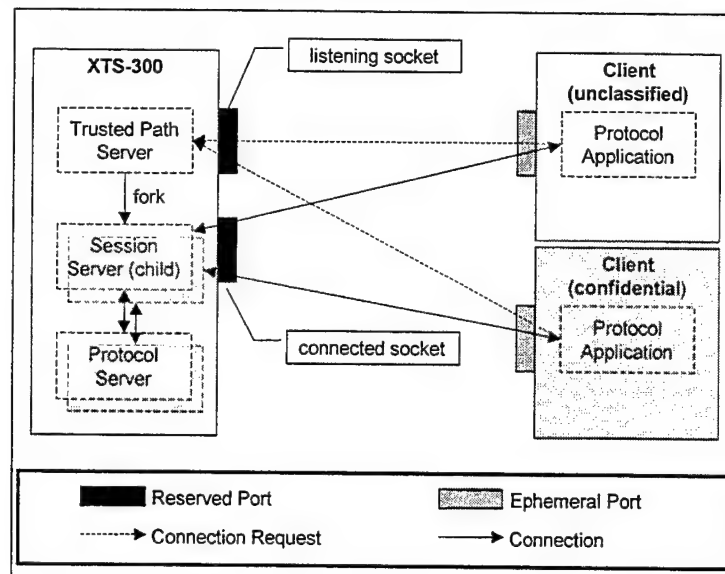 XTS-300
listening socket
Client
(unclassified)
Trusted Path
Server
Protocol
Application
fork
Session
Server (child)
Client
(confidential)
Protocol
Application
Protocol
Server
connected socket
Reserved Port
Ephemeral Port
Connection Request
Connection